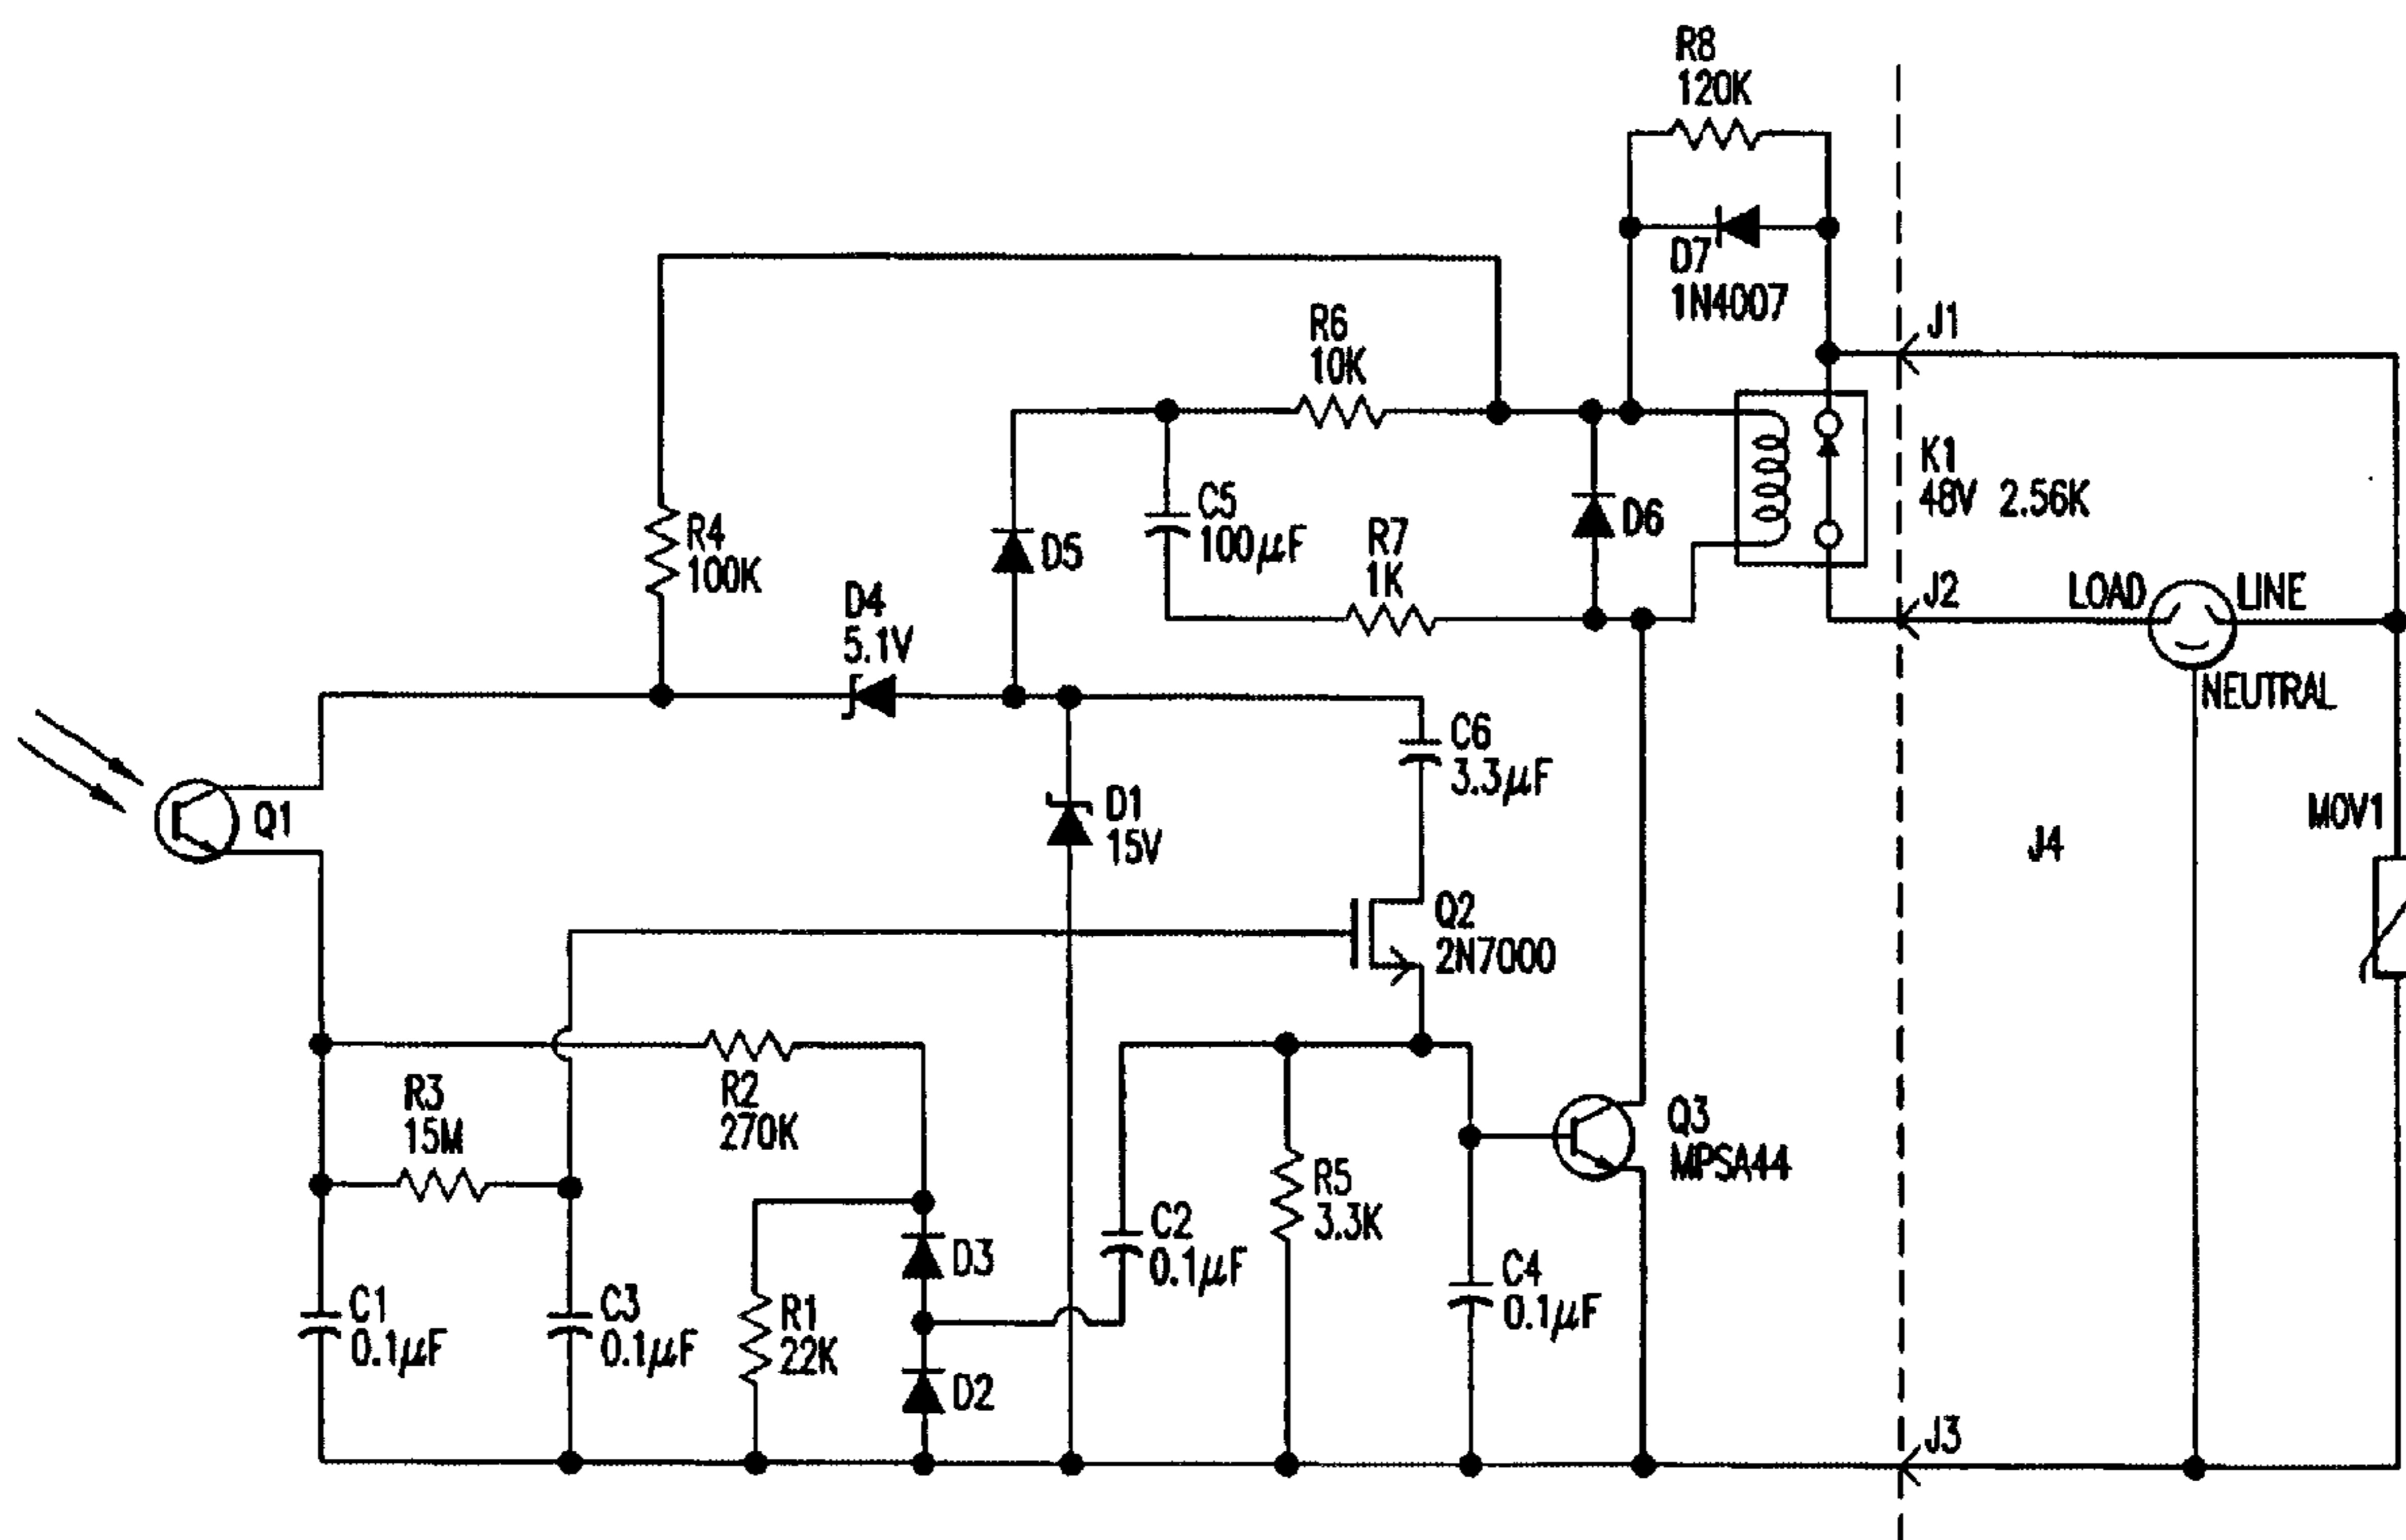 R8
120K
D7
1N4007
J1
R6
10K
K1
48V 2.56K
C5
100μF
D6
R4
100K
D5
R7
1K
J2
LOAD
LINE
D4
5.1V
NEUTRAL
C6
3.3μF
Q1
D1
15V
MOV1
J4
Q2
2N7000
R3
15M
R2
270K
Q3
MPSA44
R5
3.3K
C2
0.1μF
D3
C4
0.1μF
C1
0.1μF
C3
0.1μF
R1
22K
D2
J3